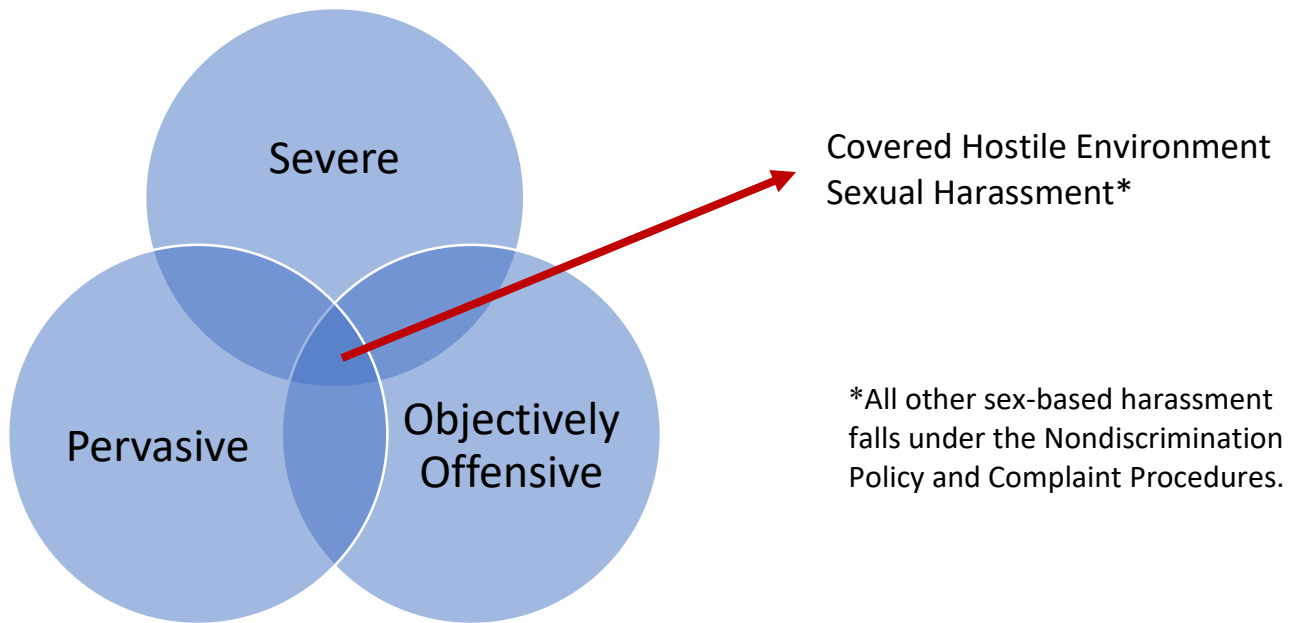 Severe
Covered Hostile Environment
Sexual Harassment*
Pervasive
Objectively
Offensive
*All other sex-based harassment
falls under the Nondiscrimination
Policy and Complaint Procedures.